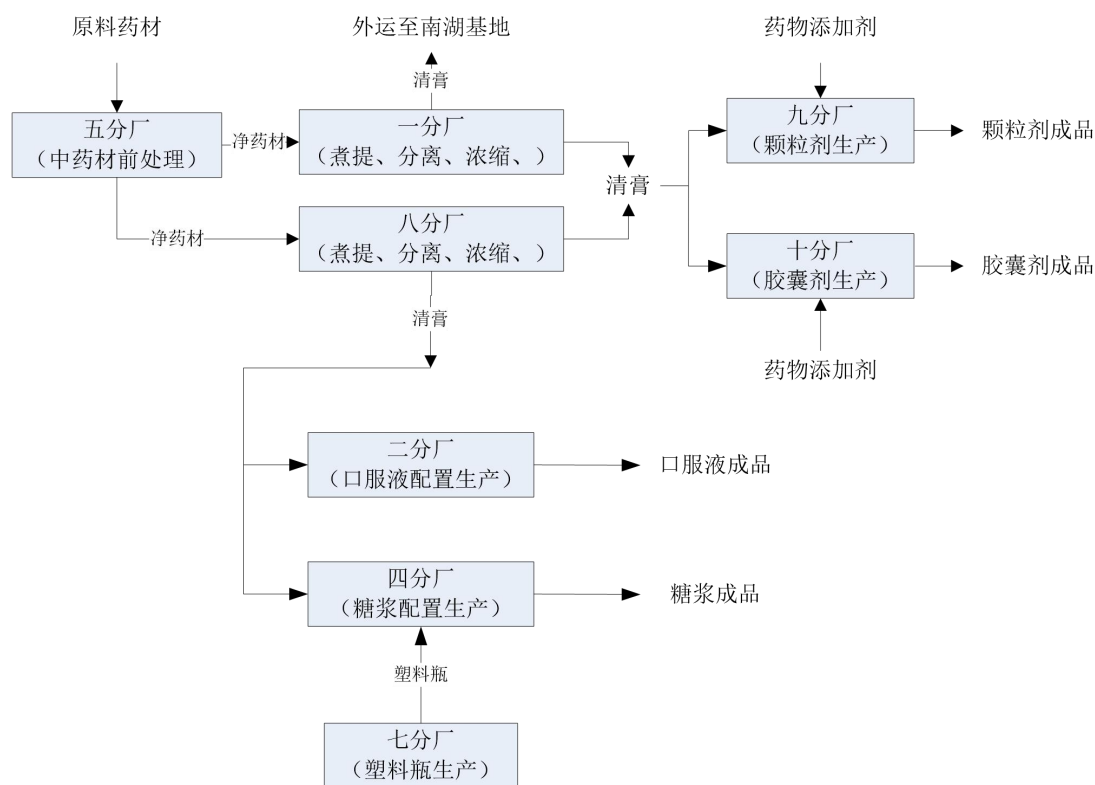 原料药材
外运至南湖基地
药物添加剂
清膏
五分厂
（中药材前处理）
净药材
一分厂
（煮提、分离、浓缩、）
九分厂
（颗粒剂生产）
颗粒剂成品
清膏
净药材
八分厂
（煮提、分离、浓缩、）
十分厂
（胶囊剂生产）
胶囊剂成品
清膏
药物添加剂
二分厂
（口服液配置生产）
口服液成品
四分厂
（糖浆配置生产）
糖浆成品
塑料瓶
七分厂
（塑料瓶生产）